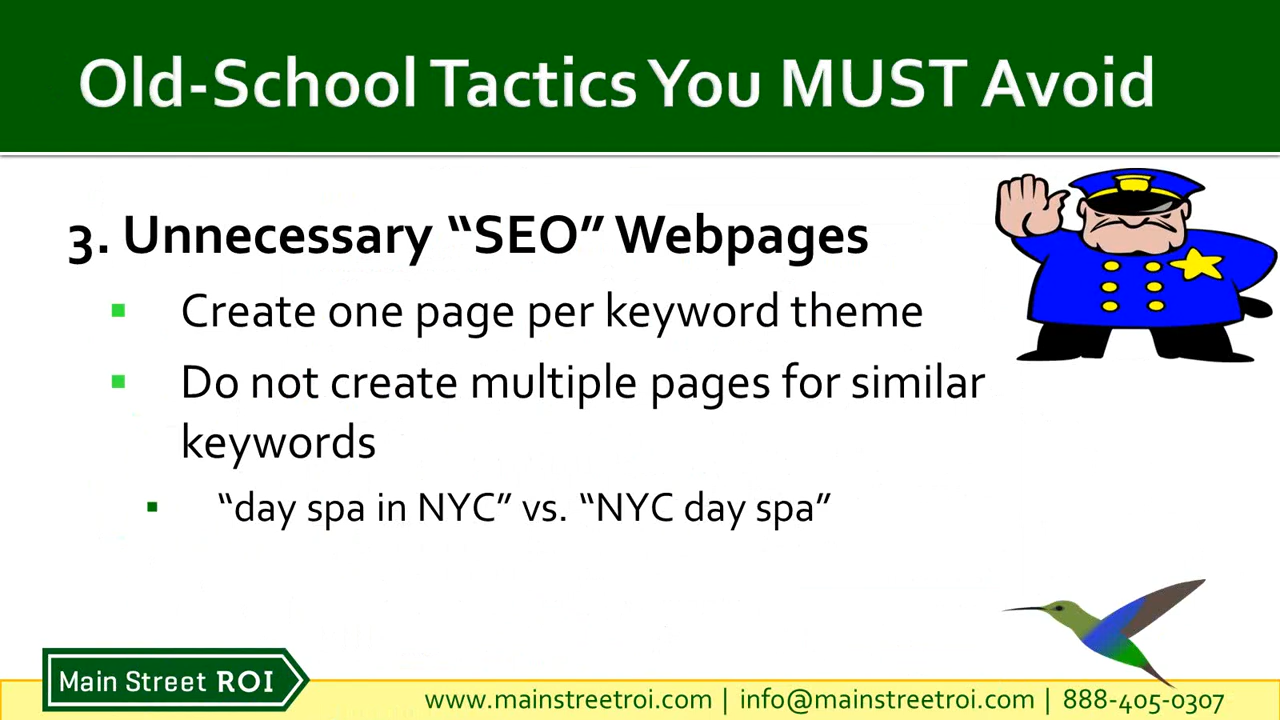 Old-School Tactics You MUST Avoid
3. Unnecessary “SEO” Webpages
Create one page per keyword theme
Do not create multiple pages for similar
keywords
“day spa in NYC” vs. “NYC day spa”
Main Street ROI
www.mainstreetroi.com | info@mainstreetroi.com | 888-405-0307